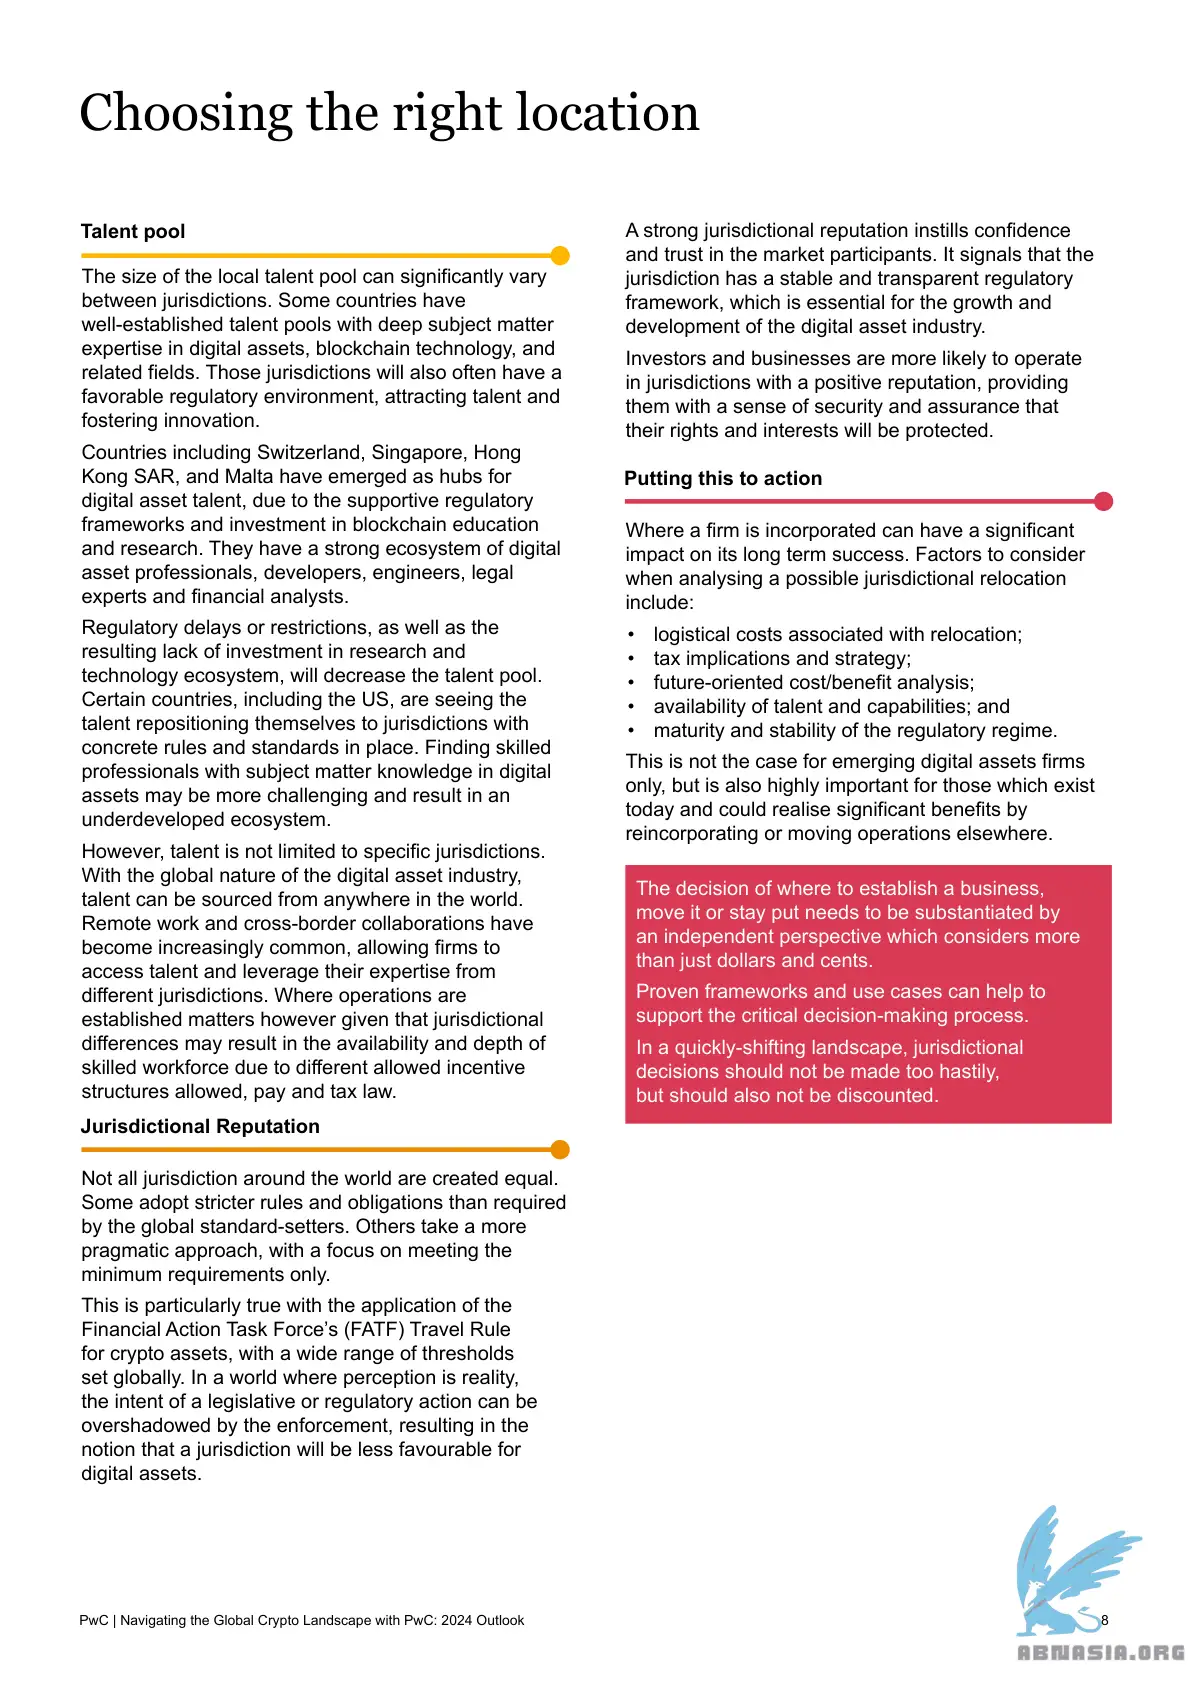 Choosing the right location
Talent pool
The size of the local talent pool can significantly vary
between jurisdictions. Some countries have
well-established talent pools with deep subject matter
expertise in digital assets, blockchain technology, and
related fields. Those jurisdictions will also often have a
favorable regulatory environment, attracting talent and
fostering innovation.
Countries including Switzerland, Singapore, Hong
Kong SAR, and Malta have emerged as hubs for
digital asset talent, due to the supportive regulatory
frameworks and investment in blockchain education
and research. They have a strong ecosystem of digital
asset professionals, developers, engineers, legal
experts and financial analysts.
Regulatory delays or restrictions, as well as the
resulting lack of investment in research and
technology ecosystem, will decrease the talent pool.
Certain countries, including the US, are seeing the
talent repositioning themselves to jurisdictions with
concrete rules and standards in place. Finding skilled
professionals with subject matter knowledge in digital
assets may be more challenging and result in an
underdeveloped ecosystem.
However, talent is not limited to specific jurisdictions.
With the global nature of the digital asset industry,
talent can be sourced from anywhere in the world.
Remote work and cross-border collaborations have
become increasingly common, allowing firms to
access talent and leverage their expertise from
different jurisdictions. Where operations are
established matters however given that jurisdictional
differences may result in the availability and depth of
skilled workforce due to different allowed incentive
structures allowed, pay and tax law.
Jurisdictional Reputation
Not all jurisdiction around the world are created equal.
Some adopt stricter rules and obligations than required
by the global standard-setters. Others take a more
pragmatic approach, with a focus on meeting the
minimum requirements only.
This is particularly true with the application of the
Financial Action Task Force’s (FATF) Travel Rule
for crypto assets, with a wide range of thresholds
set globally. In a world where perception is reality,
the intent of a legislative or regulatory action can be
overshadowed by the enforcement, resulting in the
notion that a jurisdiction will be less favourable for
digital assets.
A strong jurisdictional reputation instills confidence
and trust in the market participants. It signals that the
jurisdiction has a stable and transparent regulatory
framework, which is essential for the growth and
development of the digital asset industry.
Investors and businesses are more likely to operate
in jurisdictions with a positive reputation, providing
them with a sense of security and assurance that
their rights and interests will be protected.
Putting this to action
Where a firm is incorporated can have a significant
impact on its long term success. Factors to consider
when analysing a possible jurisdictional relocation
include:
• logistical costs associated with relocation;
• tax implications and strategy;
• future-oriented cost/benefit analysis;
• availability of talent and capabilities; and
• maturity and stability of the regulatory regime.
This is not the case for emerging digital assets firms
only, but is also highly important for those which exist
today and could realise significant benefits by
reincorporating or moving operations elsewhere.
The decision of where to establish a business,
move it or stay put needs to be substantiated by
an independent perspective which considers more
than just dollars and cents.
Proven frameworks and use cases can help to
support the critical decision-making process.
In a quickly-shifting landscape, jurisdictional
decisions should not be made too hastily,
but should also not be discounted.
PwC | Navigating the Global Crypto Landscape with PwC: 2024 Outlook
8
ABNASIA.ORG